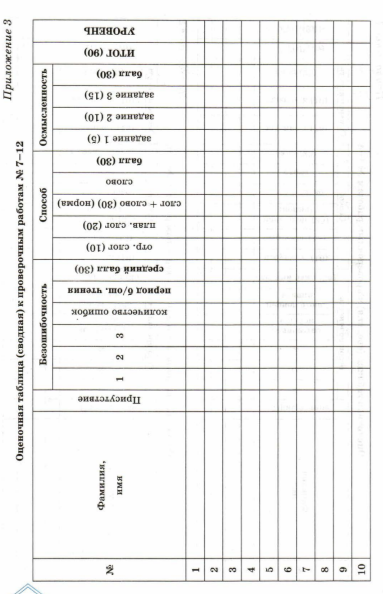 Приложение 3
Оценочная таблица (сводная) к проверочным работам № 7–12
№
Фамилия,
имя
Присутствие
Безошибочность
1
2
3
количество ошибок
период б/ош. чтения
средний балл (30)
Способ
отр. слог (10)
плав. слог (20)
слог + слово (30) (норма)
слово
балл (30)
Осмысленность
задание 1 (5)
задание 2 (10)
задание 3 (15)
балл (30)
ИТОГ (90)
УРОВЕНЬ
1
2
3
4
5
6
7
8
9
10